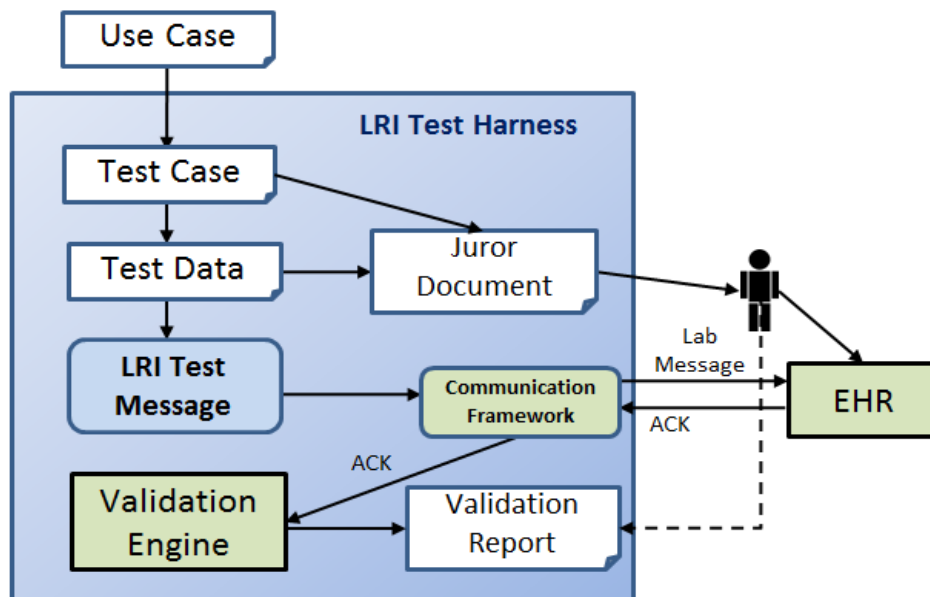 Use Case
LRI Test Harness
Test Case
Test Data
Juror
Document
LRI Test
Message
Communication
Framework
Lab
Message
EHR
ACK
ACK
Validation
Engine
Validation
Report